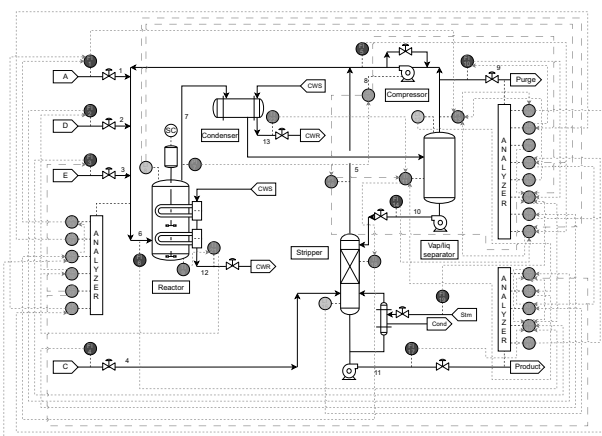 1
9
A
8
Purge
Compressor
CWS
7
D
2
Condenser
13
CWR
SC
ANALYZER
E
3
5
CWS
10
Vap/liq
separator
ANALYZER
6
Stripper
12
CWR
Reactor
ANALYZER
Stm
Cond
C
4
11
Product